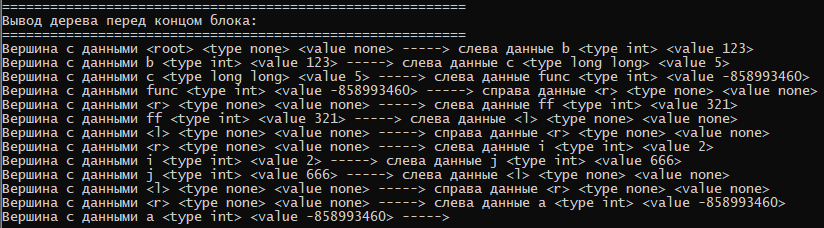 ==========================================================
Вывод дерева перед концом блока:
==========================================================
Вершина с данными <root> <type none> <value none> -----> слева данные b <type int> <value 123>
Вершина с данными b <type int> <value 123> -----> слева данные c <type long long> <value 5>
Вершина с данными c <type long long> <value 5> -----> слева данные func <type int> <value -858993460>
Вершина с данными func <type int> <value -858993460> -----> справа данные <r> <type none> <value none>
Вершина с данными <r> <type none> <value none> -----> слева данные ff <type int> <value 321>
Вершина с данными ff <type int> <value 321> -----> слева данные <l> <type none> <value none>
Вершина с данными <l> <type none> <value none> -----> справа данные <r> <type none> <value none>
Вершина с данными <r> <type none> <value none> -----> слева данные i <type int> <value 2>
Вершина с данными i <type int> <value 2> -----> слева данные j <type int> <value 666>
Вершина с данными j <type int> <value 666> -----> слева данные <l> <type none> <value none>
Вершина с данными <l> <type none> <value none> -----> справа данные <r> <type none> <value none>
Вершина с данными <r> <type none> <value none> -----> слева данные a <type int> <value -858993460>
Вершина с данными a <type int> <value -858993460> ----->